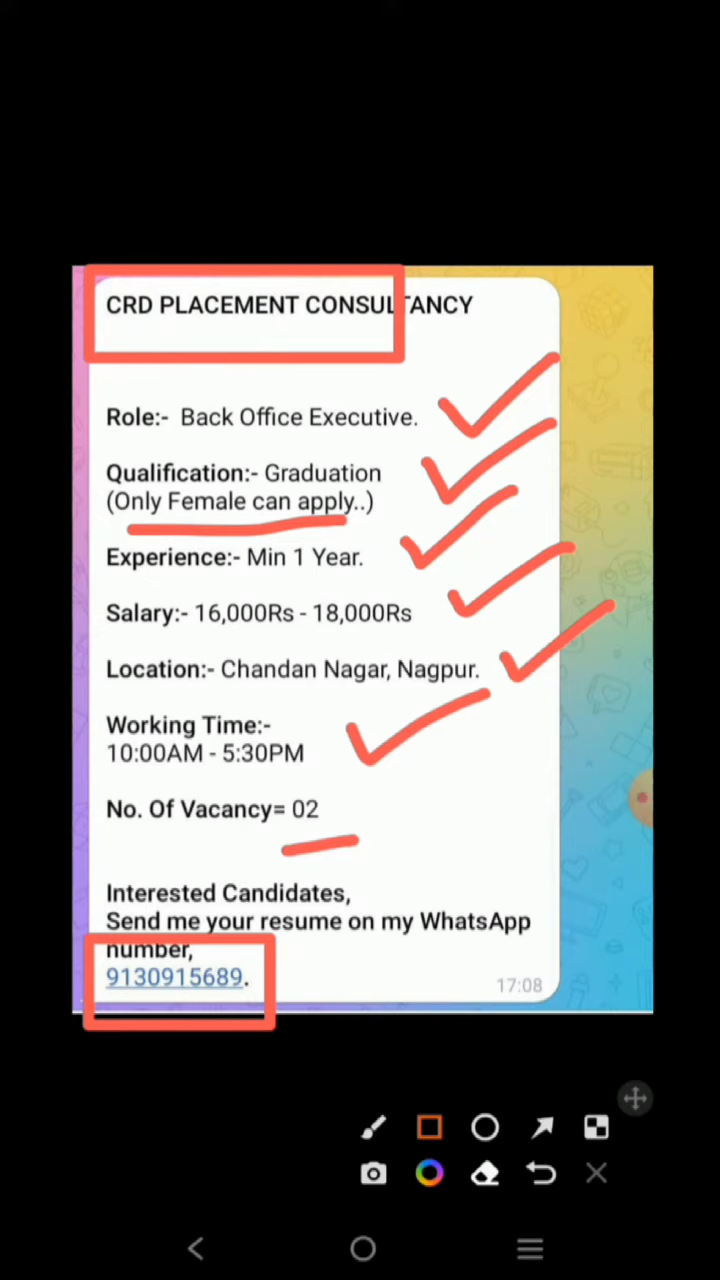 CRD PLACEMENT CONSULTANCY
Role:- Back Office Executive.
Qualification:- Graduation
(Only Female can apply..)
Experience:- Min 1 Year.
Salary:- 16,000Rs - 18,000Rs
Location:- Chandan Nagar, Nagpur.
Working Time:-
10:00AM - 5:30PM
No. Of Vacancy= 02
Interested Candidates,
Send me your resume on my WhatsApp
number,
9130915689.
17:08